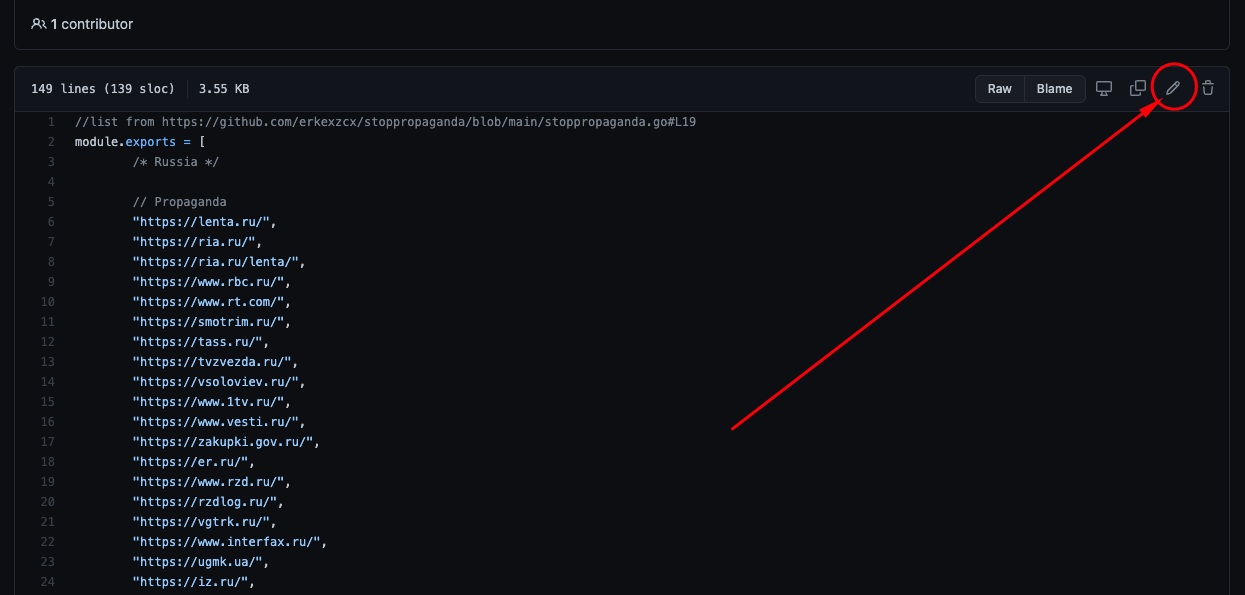 1 contributor
149 lines (139 sloc) 3.55 KB Raw Blame
1 //list from https://github.com/erkexzcx/stoppropaganda/blob/main/stoppropaganda.go#L19
2 module.exports = [
3 /* Russia */
4
5 // Propaganda
6 "https://lenta.ru/",
7 "https://ria.ru/",
8 "https://ria.ru/lenta/",
9 "https://www.rbc.ru/",
10 "https://www.rt.com/",
11 "https://smotrim.ru/",
12 "https://tass.ru/",
13 "https://tvzvezda.ru/",
14 "https://vsoloviev.ru/",
15 "https://www.1tv.ru/",
16 "https://www.vesti.ru/",
17 "https://zakupki.gov.ru/",
18 "https://er.ru/",
19 "https://www.rzd.ru/",
20 "https://rzdlog.ru/",
21 "https://vgtrk.ru/",
22 "https://www.interfax.ru/",
23 "https://ugmk.ua/",
24 "https://iz.ru/",